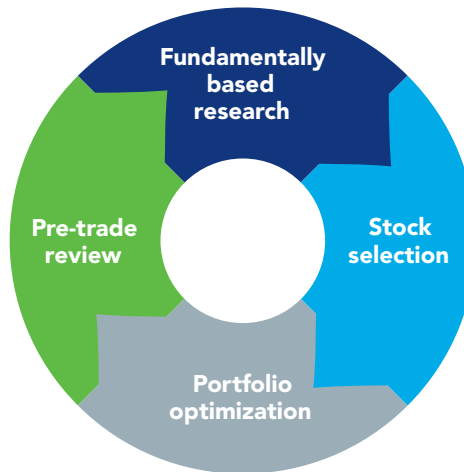 Fundamentally
based
research
Stock
selection
Portfolio
optimization
Pre-trade
review